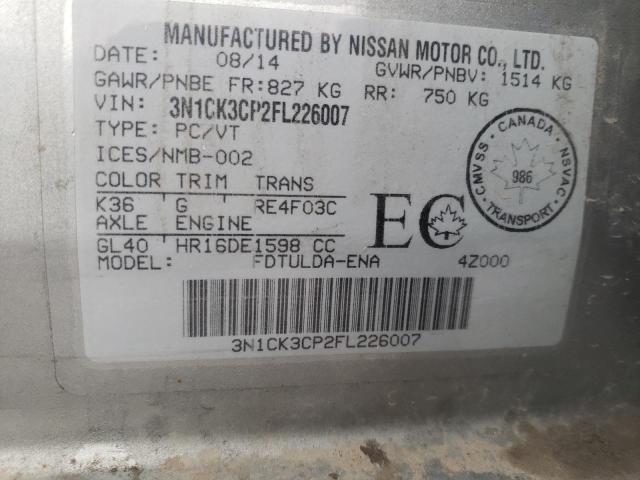 MANUFACTURED BY NISSAN MOTOR CO., LTD.
DATE: 08/14 GVWR/PNBV: 1514 KG
GAWR/PNBE FR:827 KG RR: 750 KG
VIN: 3N1CK3CP2FL226007
TYPE: PC/VT
ICES/NMB-002
COLOR TRIM TRANS
K36 G RE4F03C
AXLE ENGINE
GL40 HR16DE1598 CC
MODEL: FDTULDA-ENA 4Z000
EC
CMVSS · CANADA · NSVAC
986
TRANSPORT
3N1CK3CP2FL226007